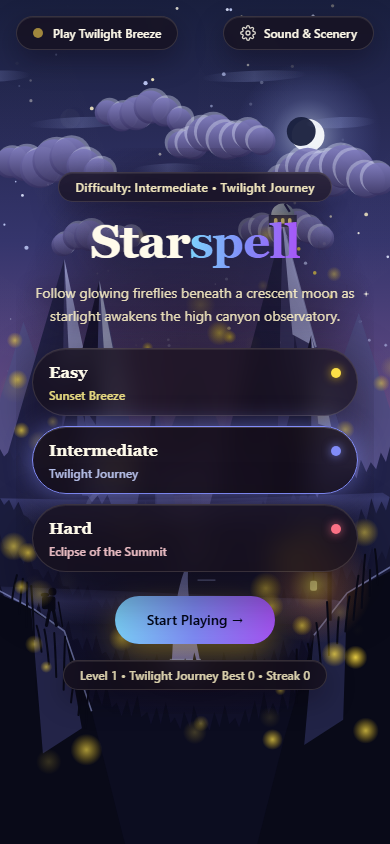 Play Twilight Breeze
Sound & Scenery
Difficulty: Intermediate • Twilight Journey
Starspell
Follow glowing fireflies beneath a crescent moon as
starlight awakens the high canyon observatory.
Easy
Sunset Breeze
Intermediate
Twilight Journey
Hard
Eclipse of the Summit
Start Playing →
Level 1 • Twilight Journey Best 0 • Streak 0